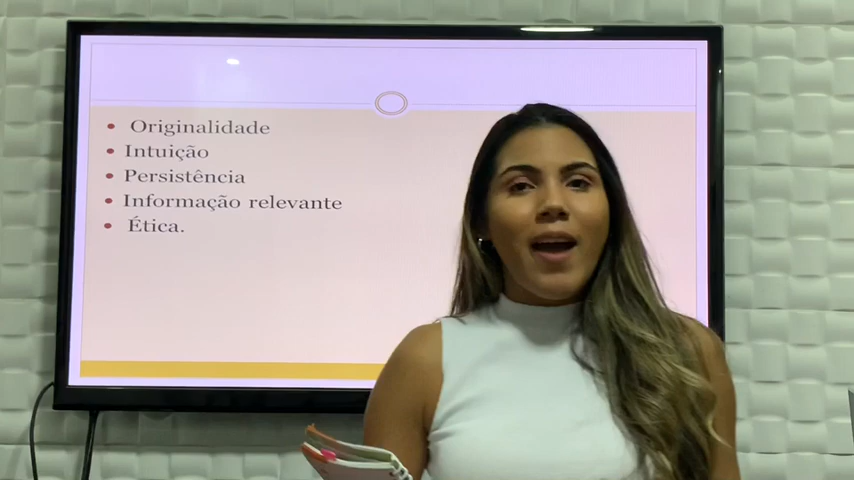 • Originalidade
• Intuição
• Persistência
• Informação relevante
• Ética.